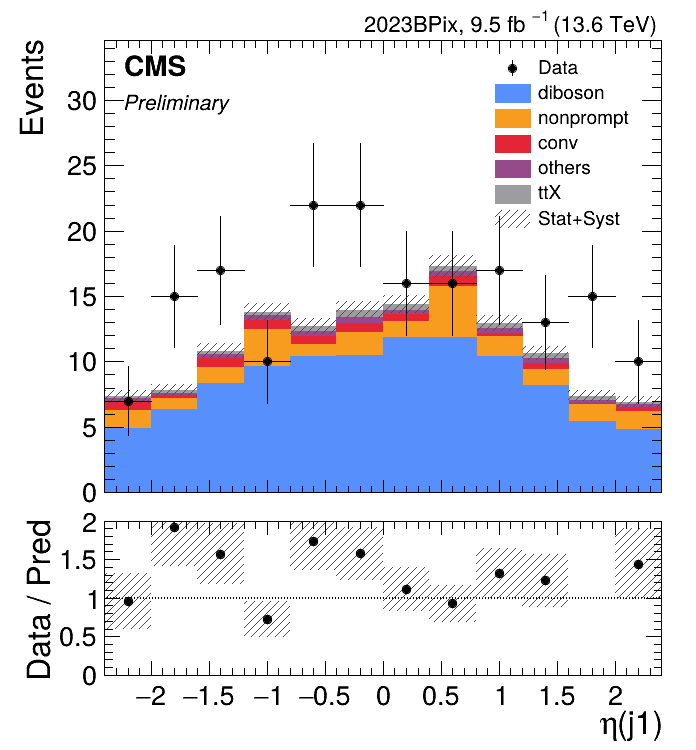 2023BPix, 9.5 fb⁻¹ (13.6 TeV)
CMS
Preliminary
Events
Data
diboson
nonprompt
conv
others
ttX
Stat+Syst
30
25
20
15
10
5
0
Data / Pred
2
1.5
1
0.5
0
−2 −1.5 −1 −0.5 0 0.5 1 1.5 2
η(j1)